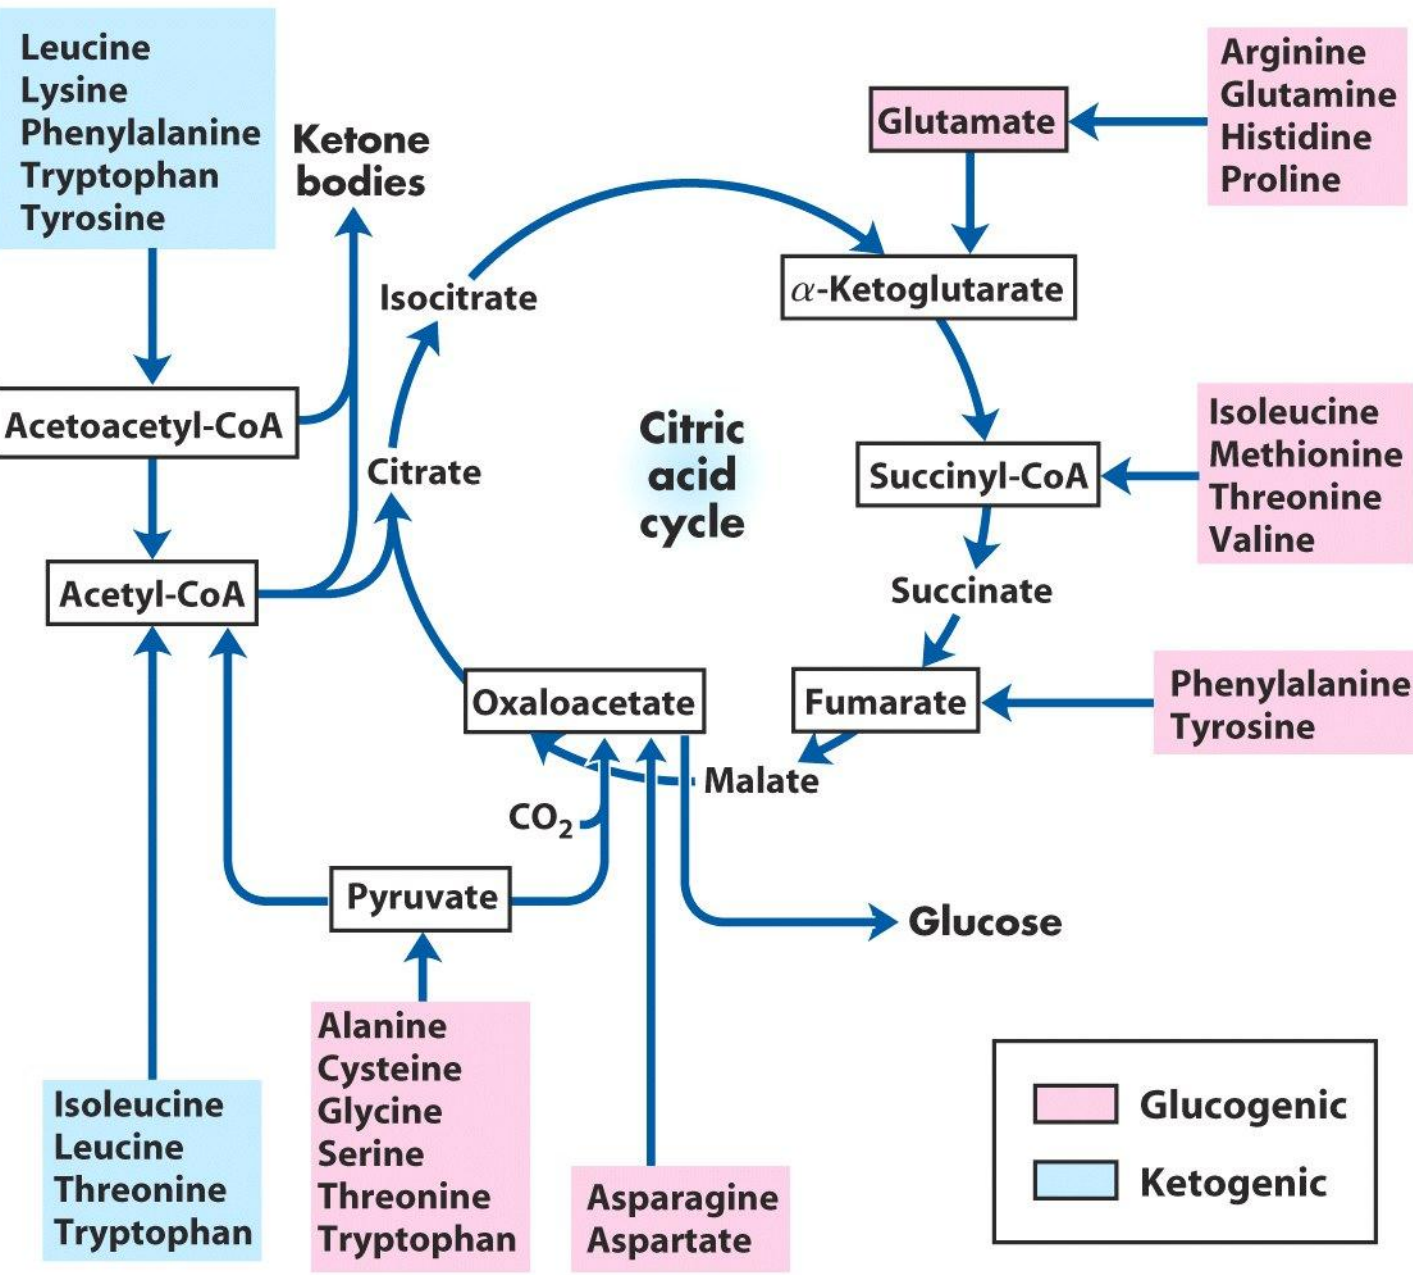 Leucine
Lysine
Phenylalanine
Tryptophan
Tyrosine
Ketone
bodies
Glutamate
Arginine
Glutamine
Histidine
Proline
Isocitrate
α-Ketoglutarate
Acetoacetyl-CoA
Citrate
Citric
acid
cycle
Succinyl-CoA
Isoleucine
Methionine
Threonine
Valine
Acetyl-CoA
Succinate
Oxaloacetate
Fumarate
Phenylalanine
Tyrosine
Malate
CO₂
Pyruvate
Glucose
Isoleucine
Leucine
Threonine
Tryptophan
Alanine
Cysteine
Glycine
Serine
Threonine
Tryptophan
Asparagine
Aspartate
Glucogenic
Ketogenic